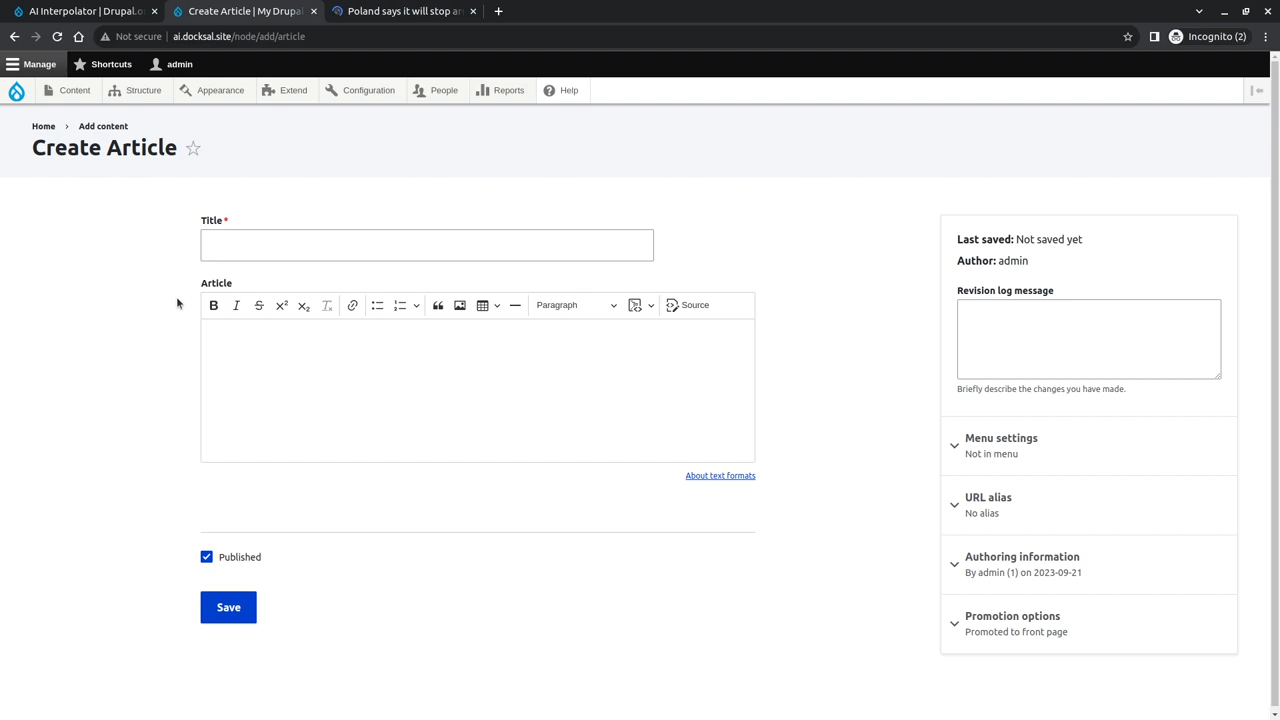 AI Interpolator | Drupal.or
Create Article | My Drupal
Poland says it will stop arm
Not secure
ai.docksal.site/node/add/article
Incognito (2)
Manage
Shortcuts
admin
Content
Structure
Appearance
Extend
Configuration
People
Reports
Help
Home
Add content
Create Article
Title*
Article
Paragraph
Source
About text formats
Published
Save
Last saved: Not saved yet
Author: admin
Revision log message
Briefly describe the changes you have made.
Menu settings
Not in menu
URL alias
No alias
Authoring information
By admin (1) on 2023-09-21
Promotion options
Promoted to front page